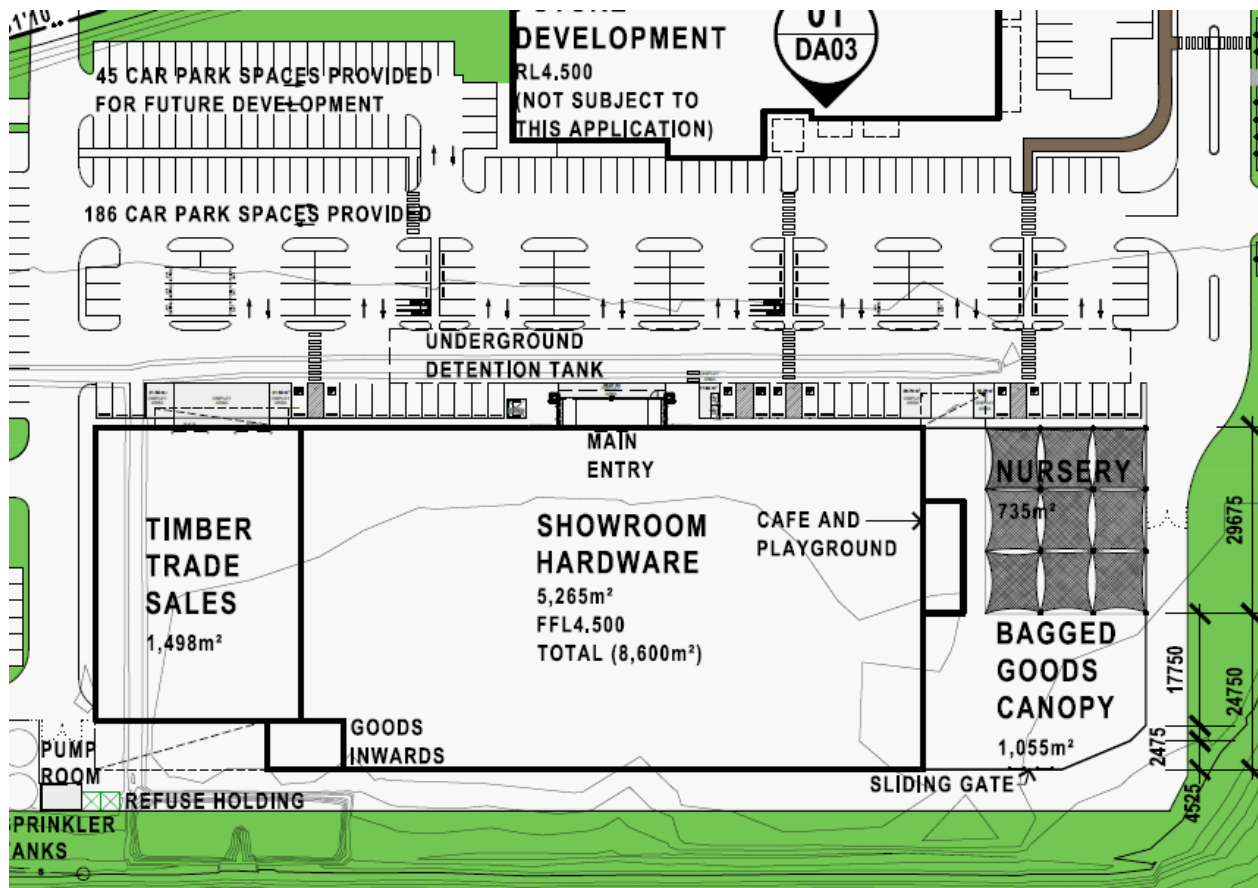 DEVELOPMENT
RL4.500
(NOT SUBJECT TO
THIS APPLICATION)
01
DA03
45 CAR PARK SPACES PROVIDED
FOR FUTURE DEVELOPMENT
186 CAR PARK SPACES PROVIDED
UNDERGROUND
DETENTION TANK
MAIN
ENTRY
TIMBER
TRADE
SALES
1,498m²
SHOWROOM
HARDWARE
5,265m²
FFL4.500
TOTAL (8,600m²)
CAFE AND
PLAYGROUND
NURSERY
735m²
BAGGED
GOODS
CANOPY
1,055m²
SLIDING GATE
GOODS
INWARDS
PUMP
ROOM
REFUSE HOLDING
SPRINKLER
TANKS
29675
17750
24750
2475
4525